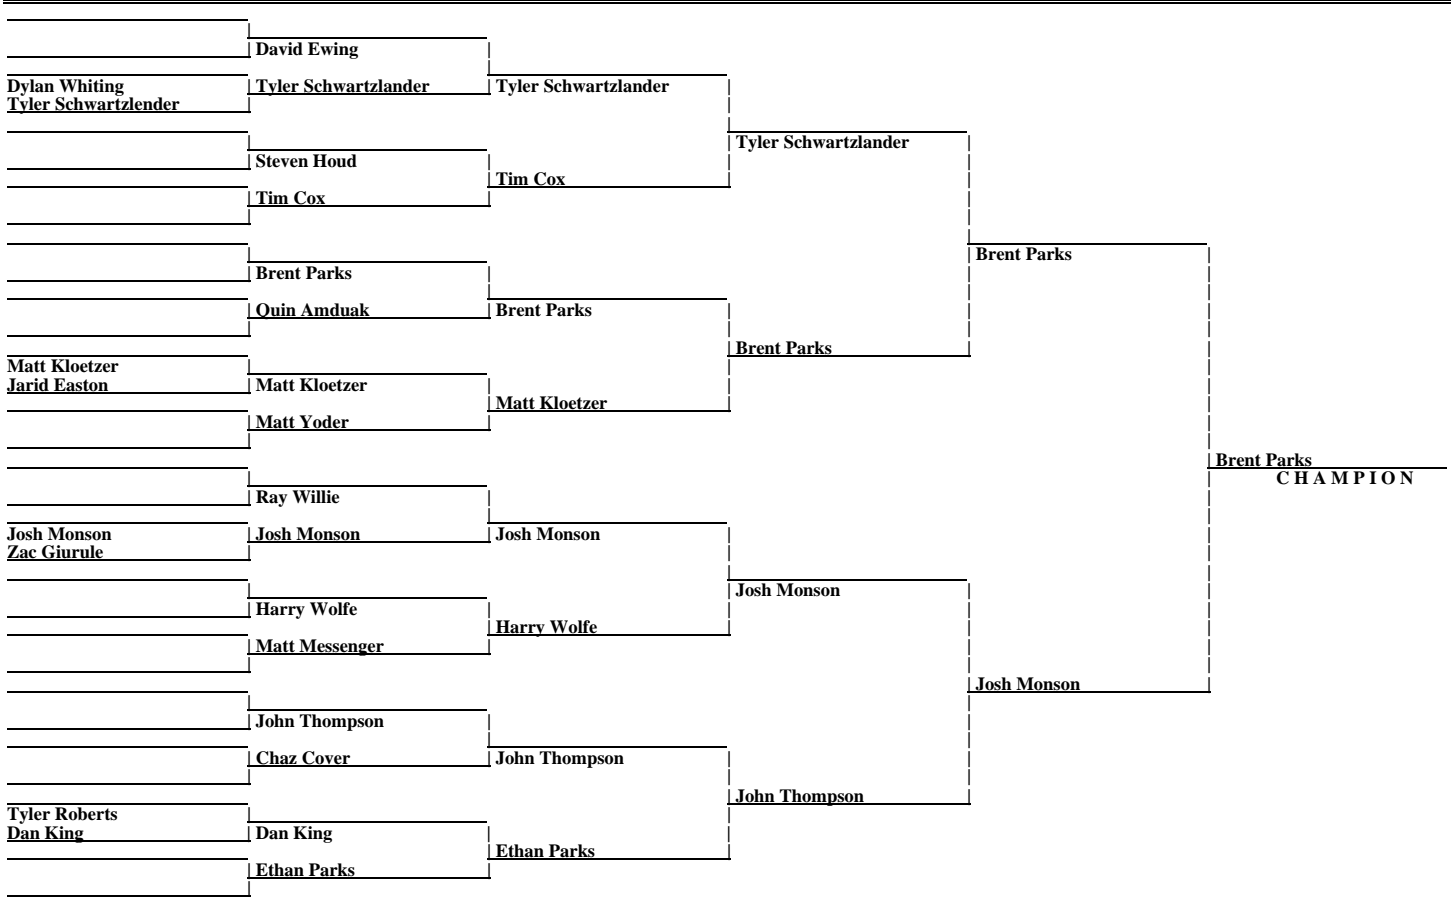 David Ewing
Dylan Whiting
Tyler Schwartzlander
Tyler Schwartzlander
Tyler Schwartzlender
Tyler Schwartzlander
Steven Houd
Tim Cox
Tim Cox
Brent Parks
Brent Parks
Quin Amduak
Brent Parks
Brent Parks
Matt Kloetzer
Jarid Easton
Matt Kloetzer
Matt Kloetzer
Matt Yoder
Brent Parks
CHAMPION
Ray Willie
Josh Monson
Josh Monson
Josh Monson
Zac Giurule
Josh Monson
Harry Wolfe
Harry Wolfe
Matt Messenger
Josh Monson
John Thompson
Chaz Cover
John Thompson
John Thompson
Tyler Roberts
Dan King
Dan King
Ethan Parks
Ethan Parks